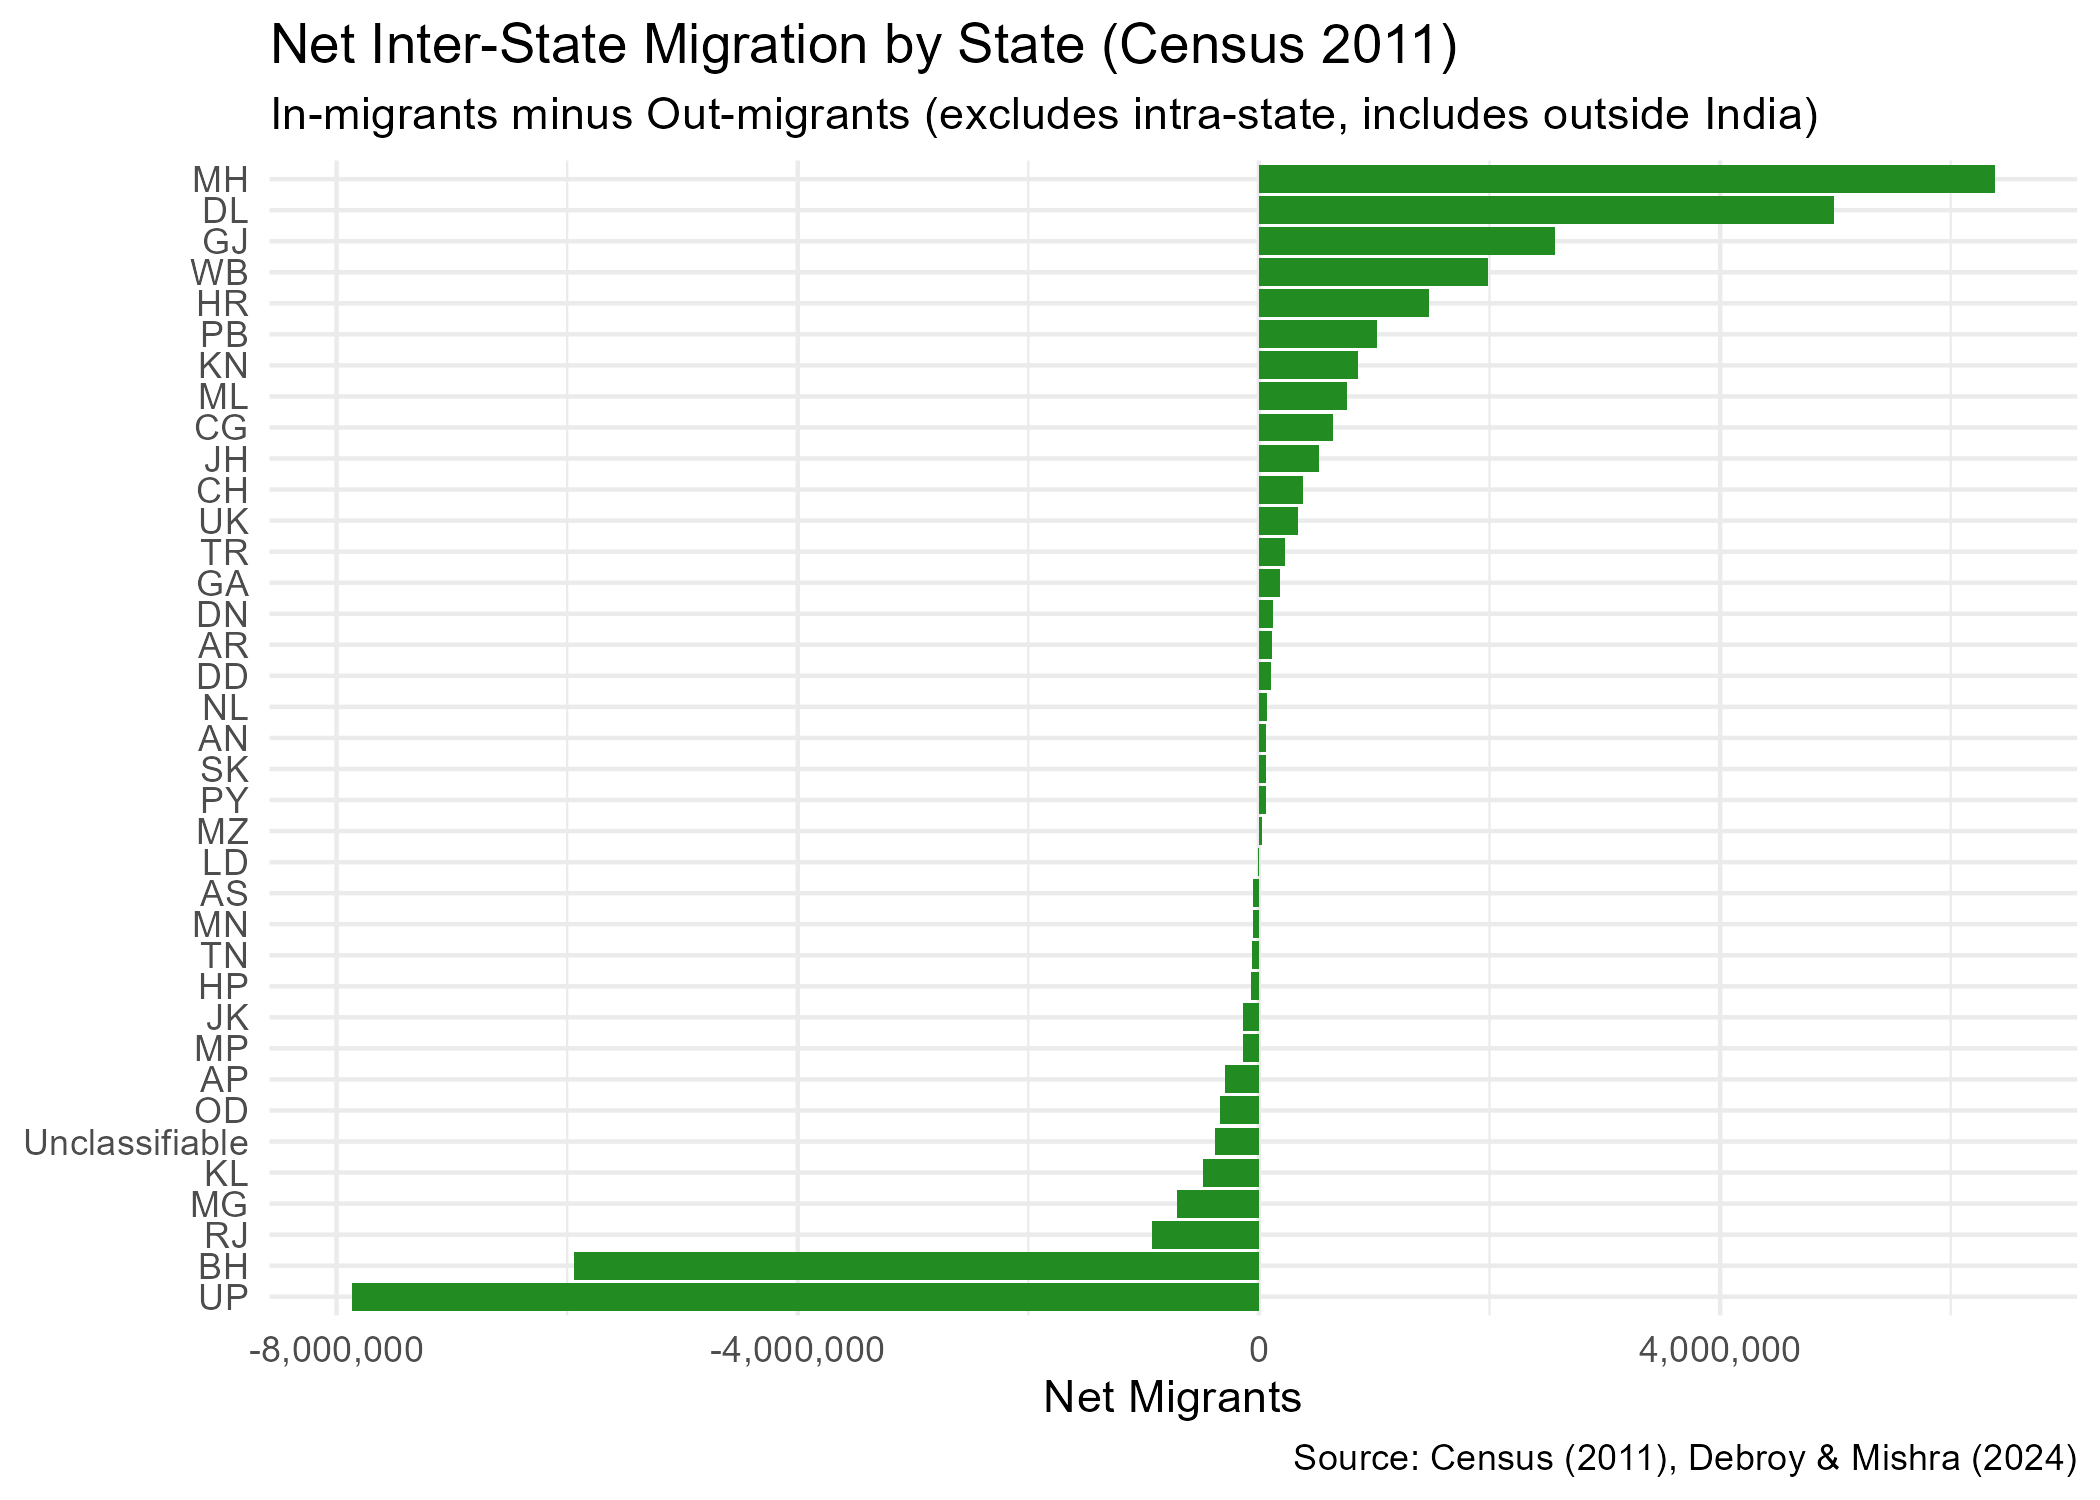 Net Inter-State Migration by State (Census 2011)
In-migrants minus Out-migrants (excludes intra-state, includes outside India)
MH
DL
GJ
WB
HR
PB
KN
ML
CG
JH
CH
UK
TR
GA
DN
AR
DD
NL
AN
SK
PY
MZ
LD
AS
MN
TN
HP
JK
MP
AP
OD
Unclassifiable
KL
MG
RJ
BH
UP
-8,000,000 -4,000,000 0 4,000,000
Net Migrants
Source: Census (2011), Debroy & Mishra (2024)